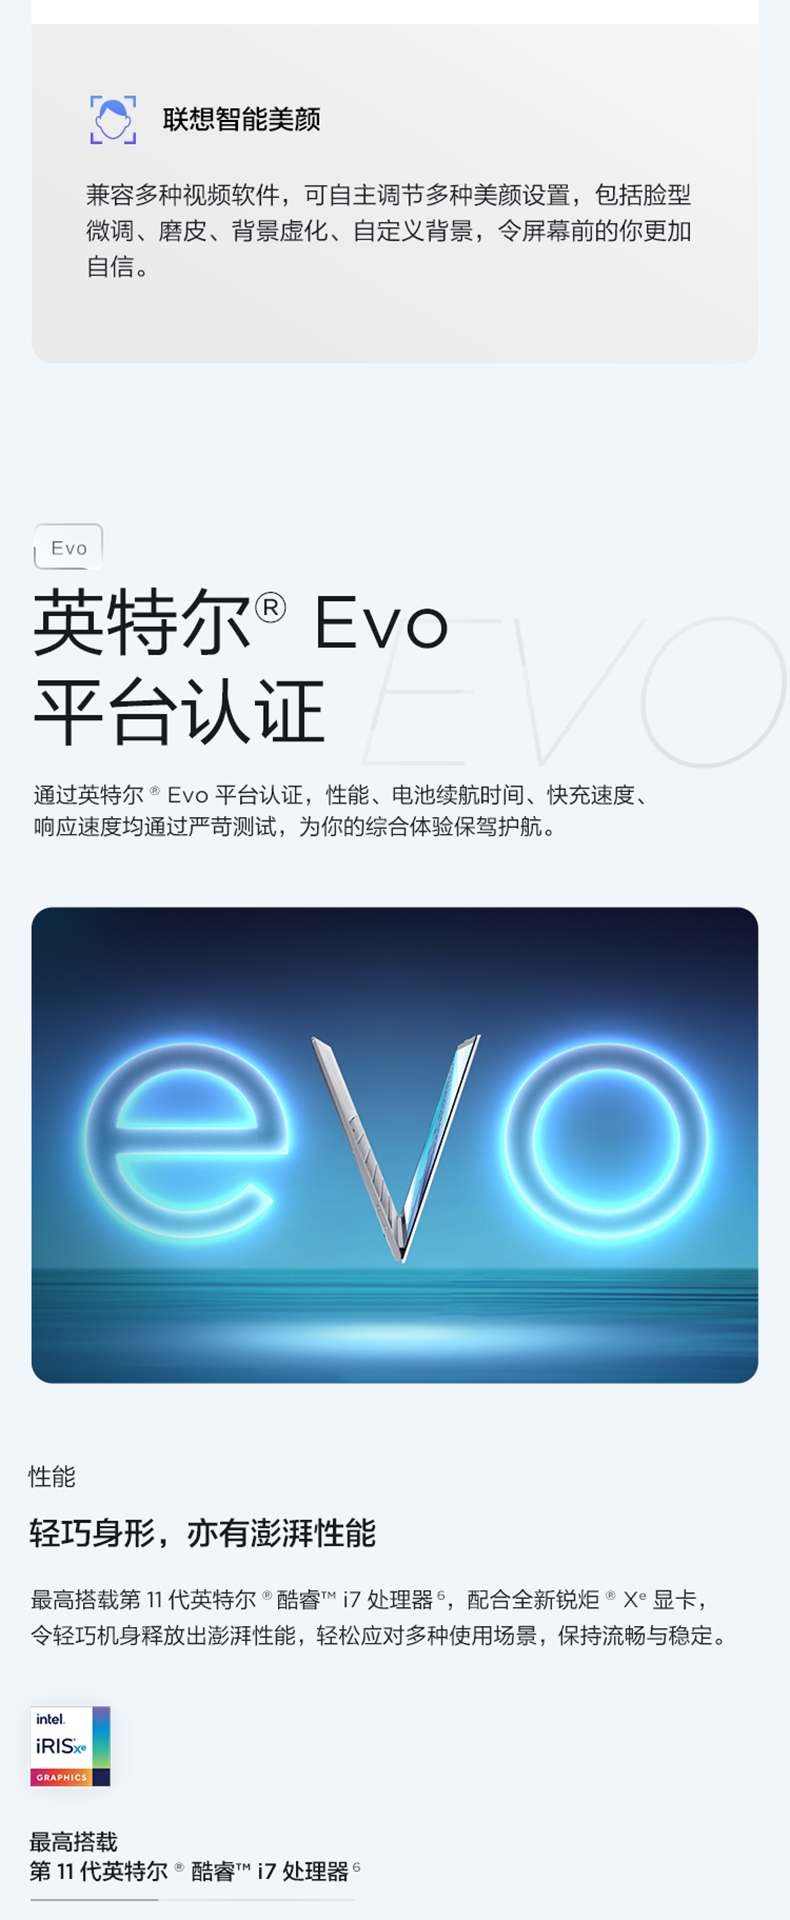 联想智能美颜
兼容多种视频软件，可自主调节多种美颜设置，包括脸型
微调、磨皮、背景虚化、自定义背景，令屏幕前的你更加
自信。
Evo
英特尔® Evo
EVO
平台认证
通过英特尔® Evo 平台认证，性能、电池续航时间、快充速度、
响应速度均通过严苛测试，为你的综合体验保驾护航。
evo
性能
轻巧身形，亦有澎湃性能
最高搭载第 11 代英特尔®酷睿™ i7 处理器⁶，配合全新锐炬® Xᵉ 显卡，
令轻巧机身释放出澎湃性能，轻松应对多种使用场景，保持流畅与稳定。
intel.
iRISxe
GRAPHICS
最高搭载
第 11 代英特尔® 酷睿™ i7 处理器⁶